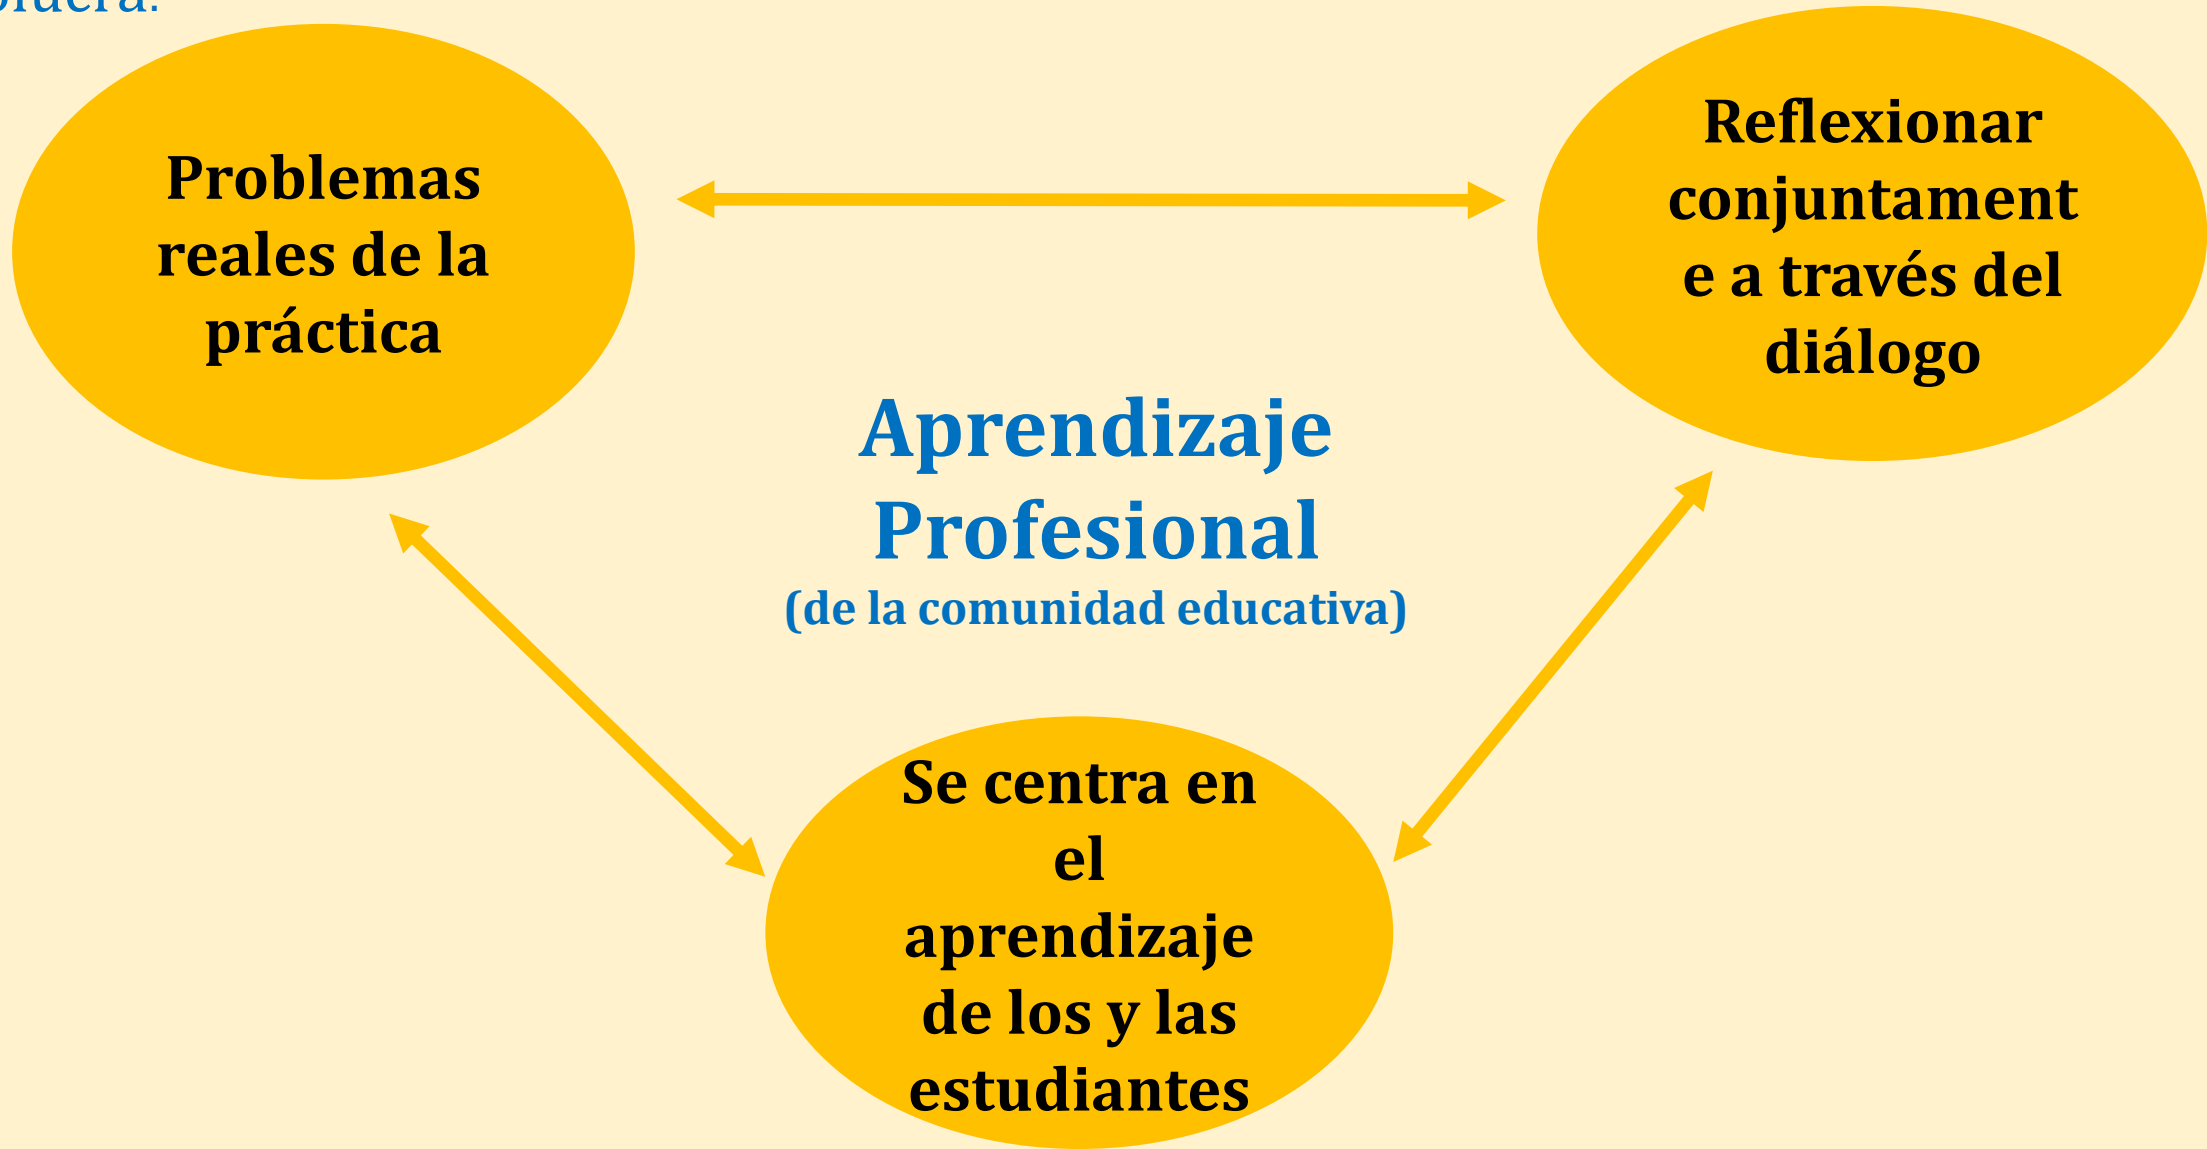 Problemas
reales de la
práctica
Reflexionar
conjuntament
e a través del
diálogo
Aprendizaje
Profesional
(de la comunidad educativa)
Se centra en
el
aprendizaje
de los y las
estudiantes